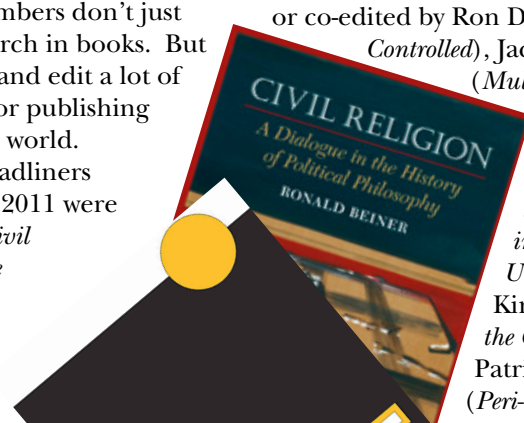 mbers don't just
rch in books. But
and edit a lot of
or publishing
world.
adliners
2011 were
ivil
e
or co-edited by Ron D
Controlled), Jac
(Mul
CIVIL RELIGION
A Dialogue in the History
of Political Philosophy
RONALD BEINER
in
U
Kin
the
Patri
(Peri-